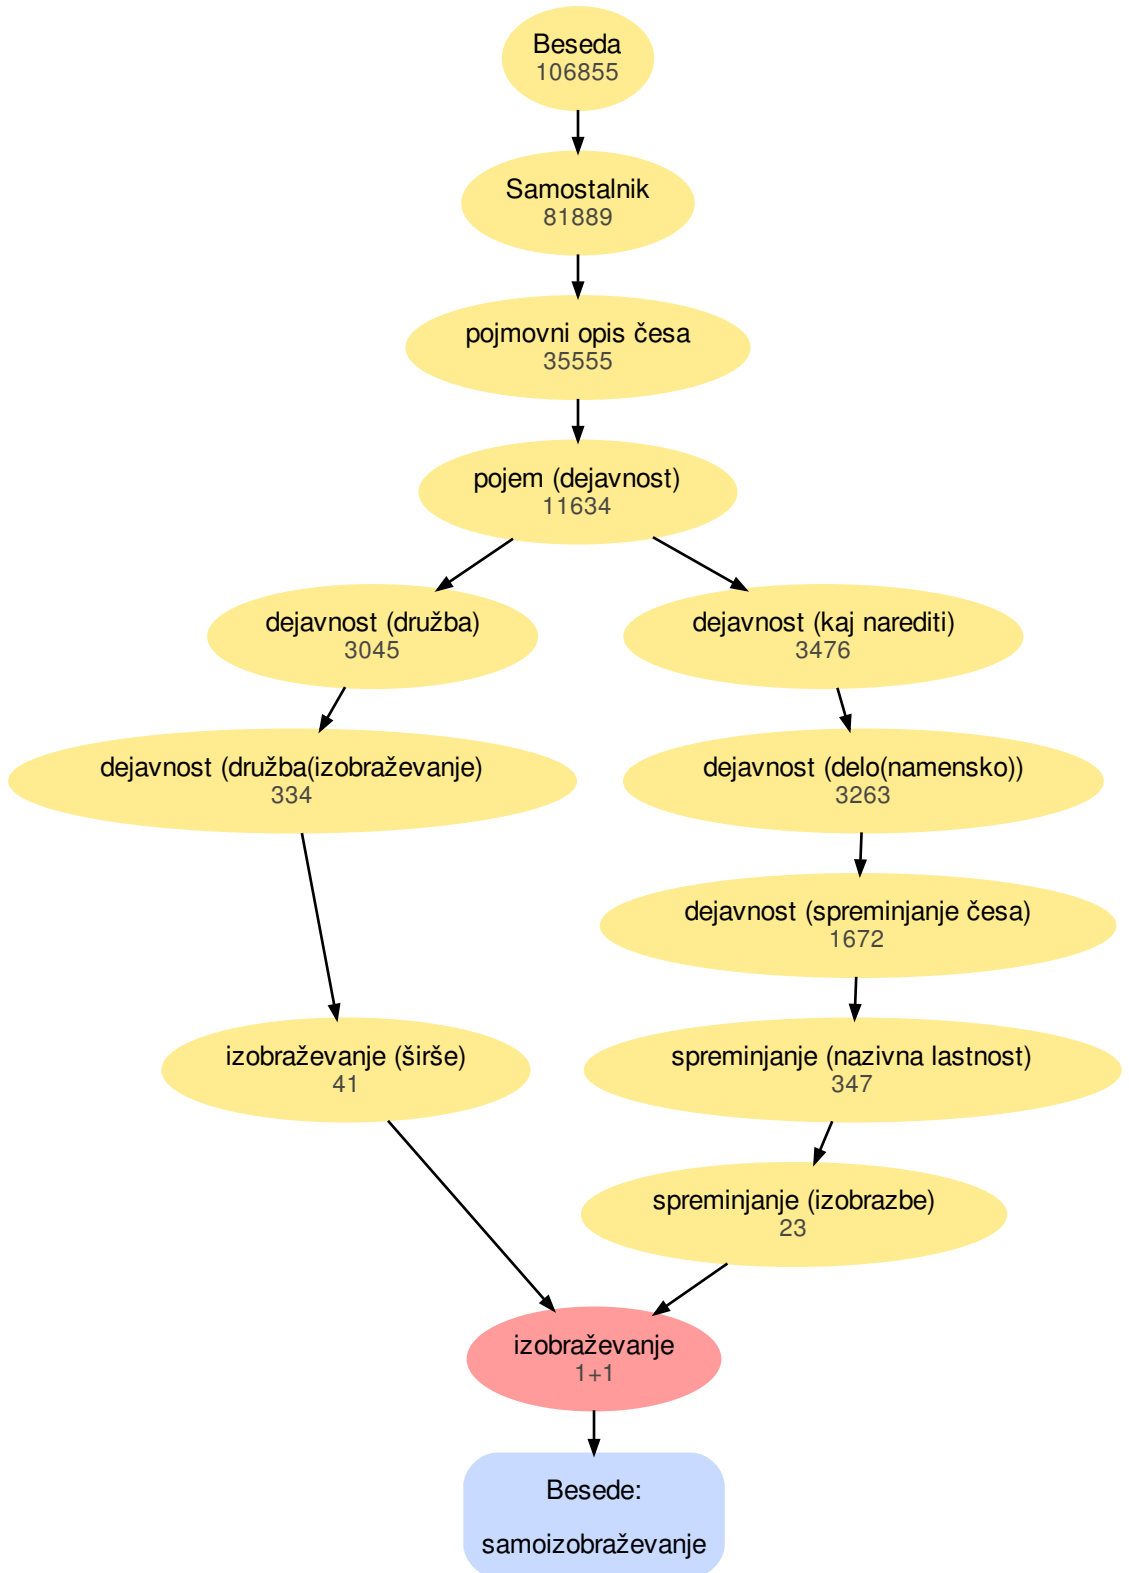 Beseda
106855
Samostalnik
81889
pojmovni opis česa
35555
pojem (dejavnost)
11634
dejavnost (družba)
3045
dejavnost (kaj narediti)
3476
dejavnost (družba(izobraževanje)
334
dejavnost (delo(namensko))
3263
dejavnost (spreminjanje česa)
1672
izobraževanje (širše)
41
spreminjanje (nazivna lastnost)
347
spreminjanje (izobrazbe)
23
izobraževanje
1+1
Besede:
samoizobraževanje